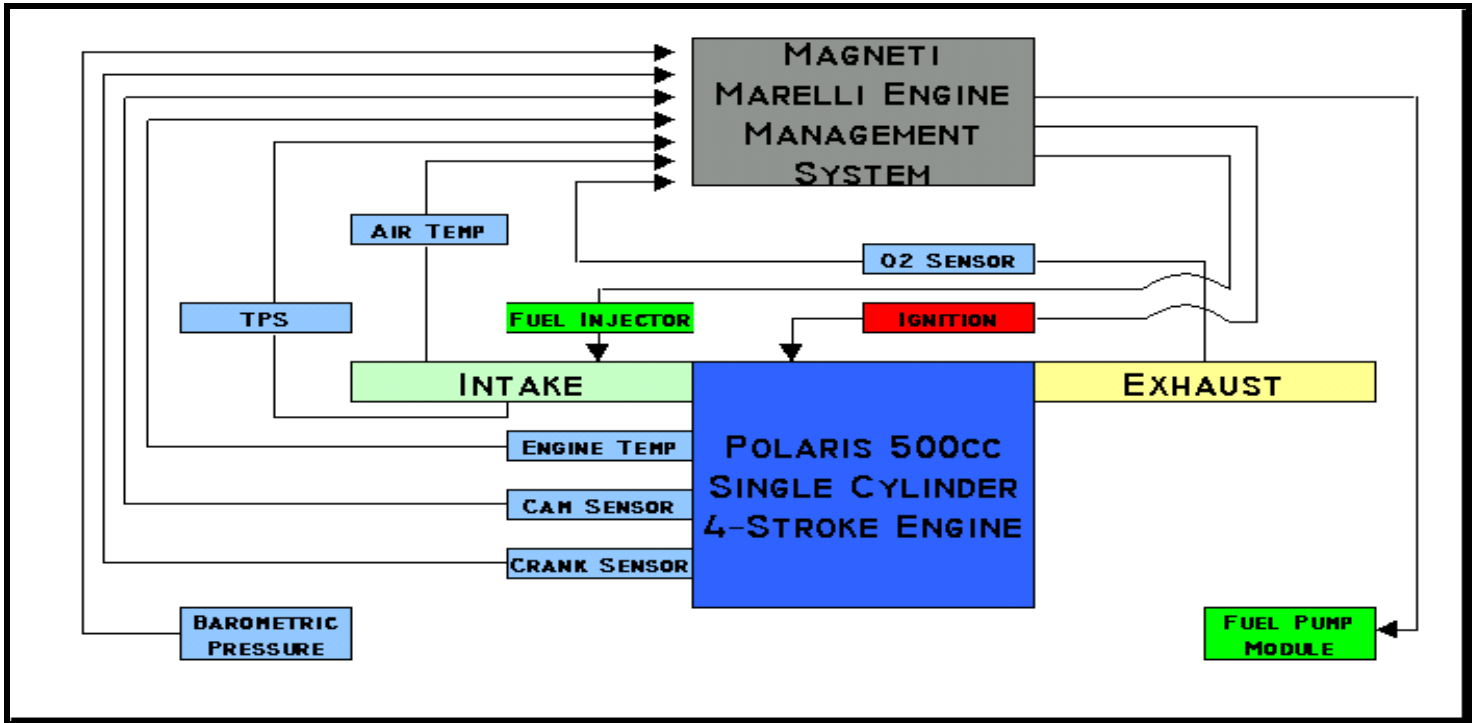 MAGNETI
MARELLI ENGINE
MANAGEMENT
SYSTEM
AIR TEMP
O2 SENSOR
TPS
FUEL INJECTOR
IGNITION
INTAKE
EXHAUST
ENGINE TEMP
CAM SENSOR
CRANK SENSOR
POLARIS 500CC
SINGLE CYLINDER
4-STROKE ENGINE
BAROMETRIC
PRESSURE
FUEL PUMP
MODULE